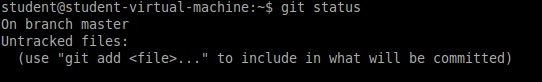 student@student-virtual-machine:~$ git status
On branch master
Untracked files:
  (use "git add <file>..." to include in what will be committed)